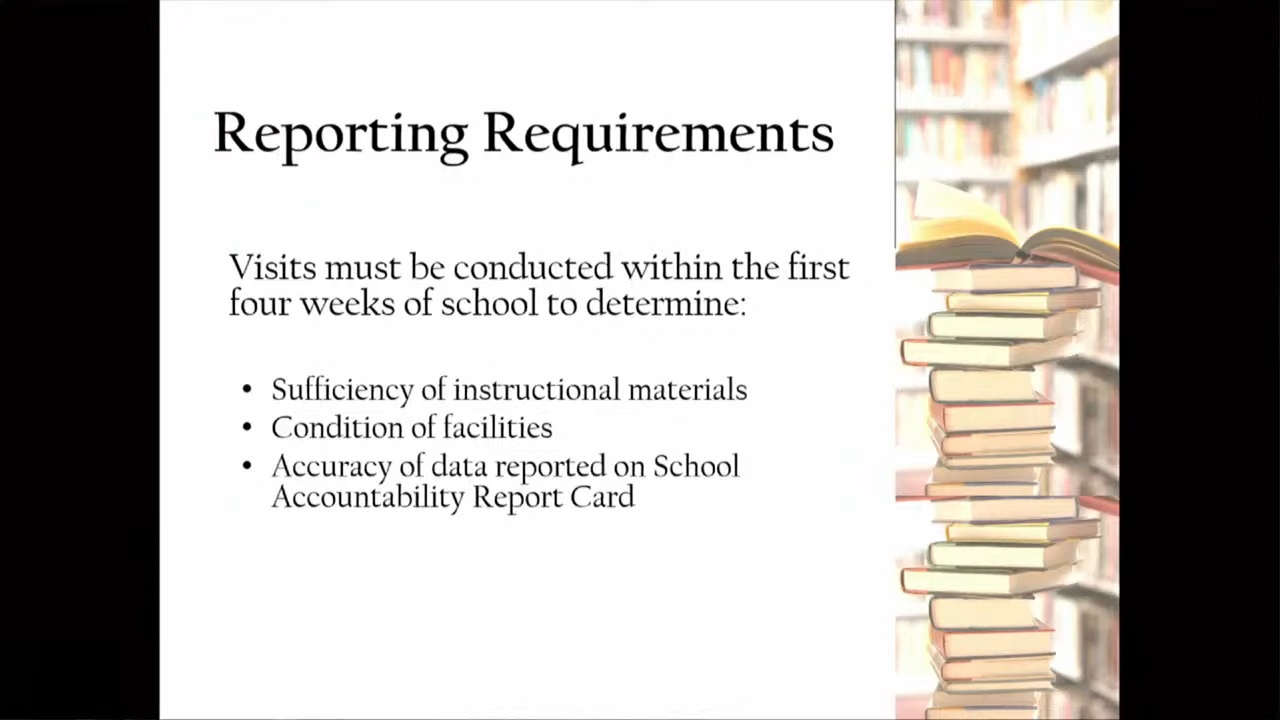 Reporting Requirements
Visits must be conducted within the first
four weeks of school to determine:
• Sufficiency of instructional materials
• Condition of facilities
• Accuracy of data reported on School
Accountability Report Card